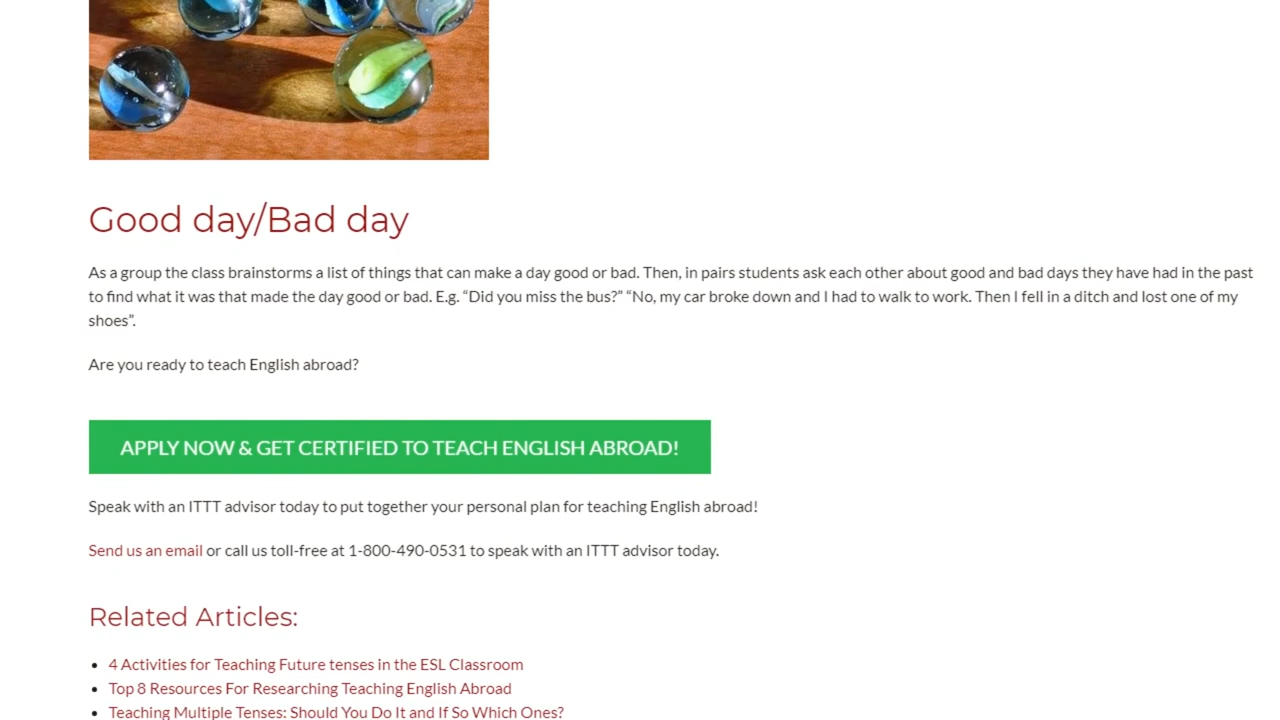 Good day/Bad day
As a group the class brainstorms a list of things that can make a day good or bad. Then, in pairs students ask each other about good and bad days they have had in the past
to find what it was that made the day good or bad. E.g. “Did you miss the bus?” “No, my car broke down and I had to walk to work. Then I fell in a ditch and lost one of my
shoes”.
Are you ready to teach English abroad?
APPLY NOW & GET CERTIFIED TO TEACH ENGLISH ABROAD!
Speak with an ITTT advisor today to put together your personal plan for teaching English abroad!
Send us an email or call us toll-free at 1-800-490-0531 to speak with an ITTT advisor today.
Related Articles:
• 4 Activities for Teaching Future tenses in the ESL Classroom
• Top 8 Resources For Researching Teaching English Abroad
• Teaching Multiple Tenses: Should You Do It and If So Which Ones?